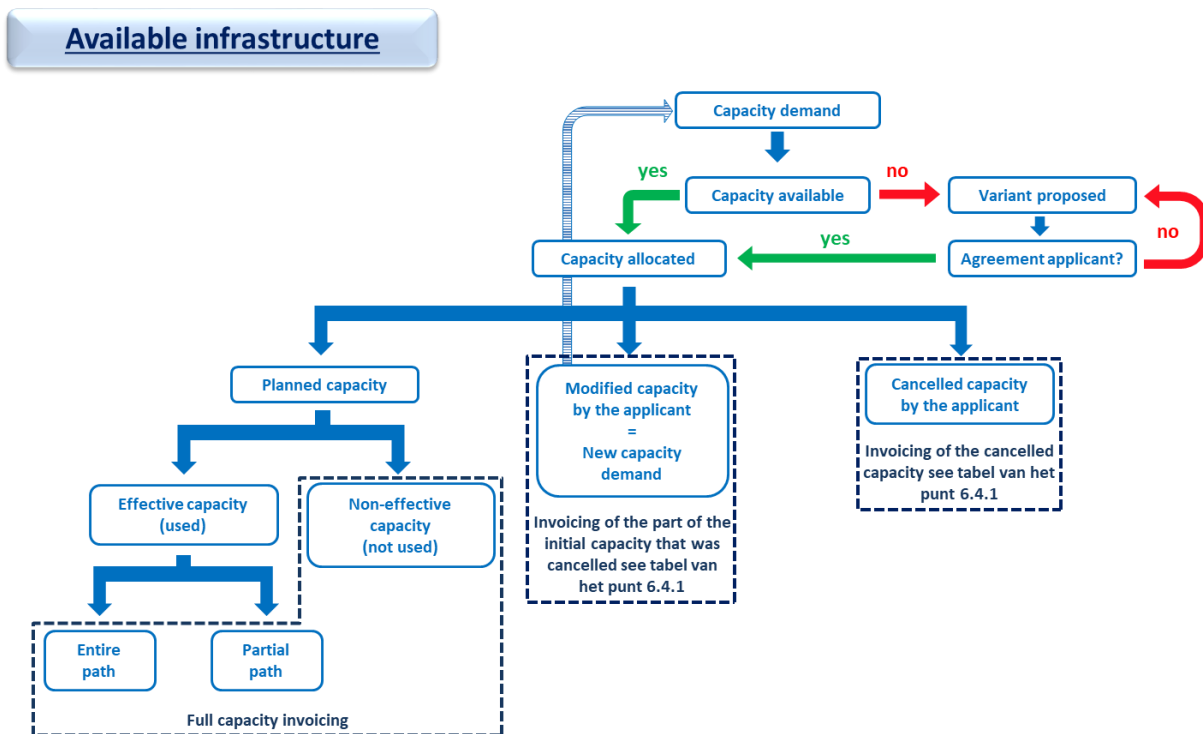 Available infrastructure
Capacity demand
yes
no
Capacity available
Variant proposed
yes
no
Capacity allocated
Agreement applicant?
Planned capacity
Modified capacity
by the applicant
=
New capacity
demand
Cancelled capacity
by the applicant
Invoicing of the cancelled
capacity see tabel van het
punt 6.4.1
Effective capacity
(used)
Non-effective
capacity
(not used)
Invoicing of the part of the
initial capacity that was
cancelled see tabel van
het punt 6.4.1
Entire
path
Partial
path
Full capacity invoicing